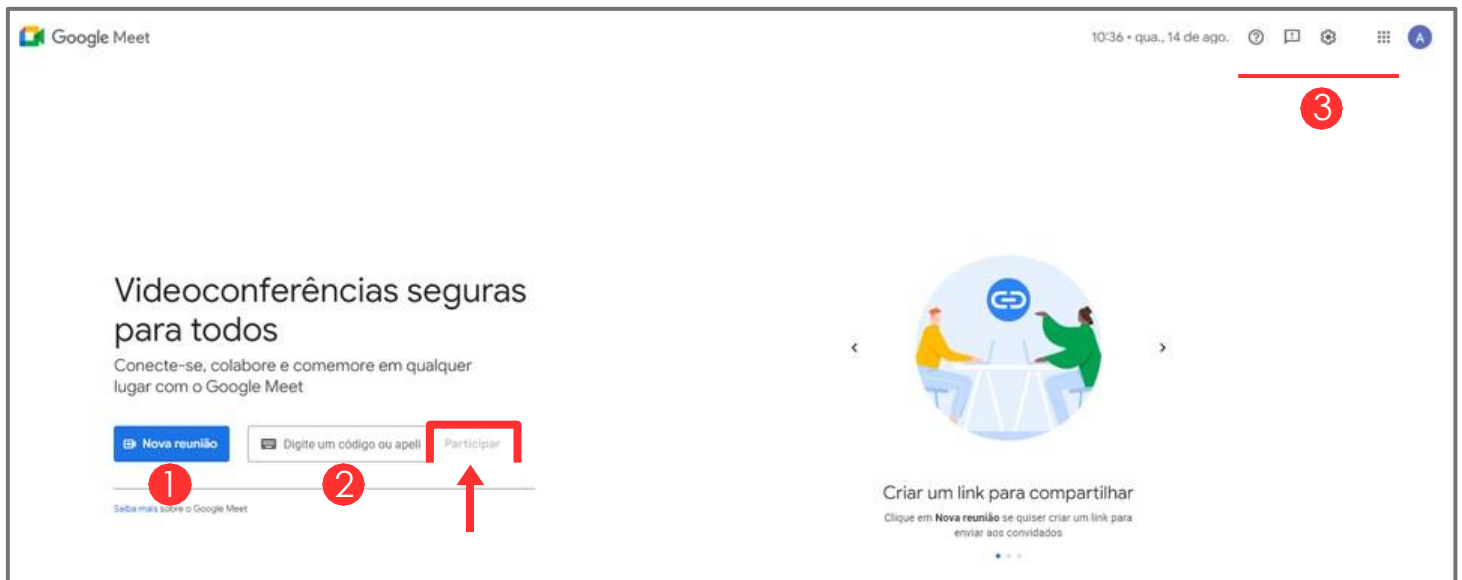 Google Meet
10:36 • qua., 14 de ago.
A
3
Videoconferências seguras
para todos
Conecte-se, colabore e comemore em qualquer
lugar com o Google Meet
Nova reunião
Digite um código ou apeli
Participar
1
2
Saiba mais sobre o Google Meet
Criar um link para compartilhar
Clique em Nova reunião se quiser criar um link para
enviar aos convidados